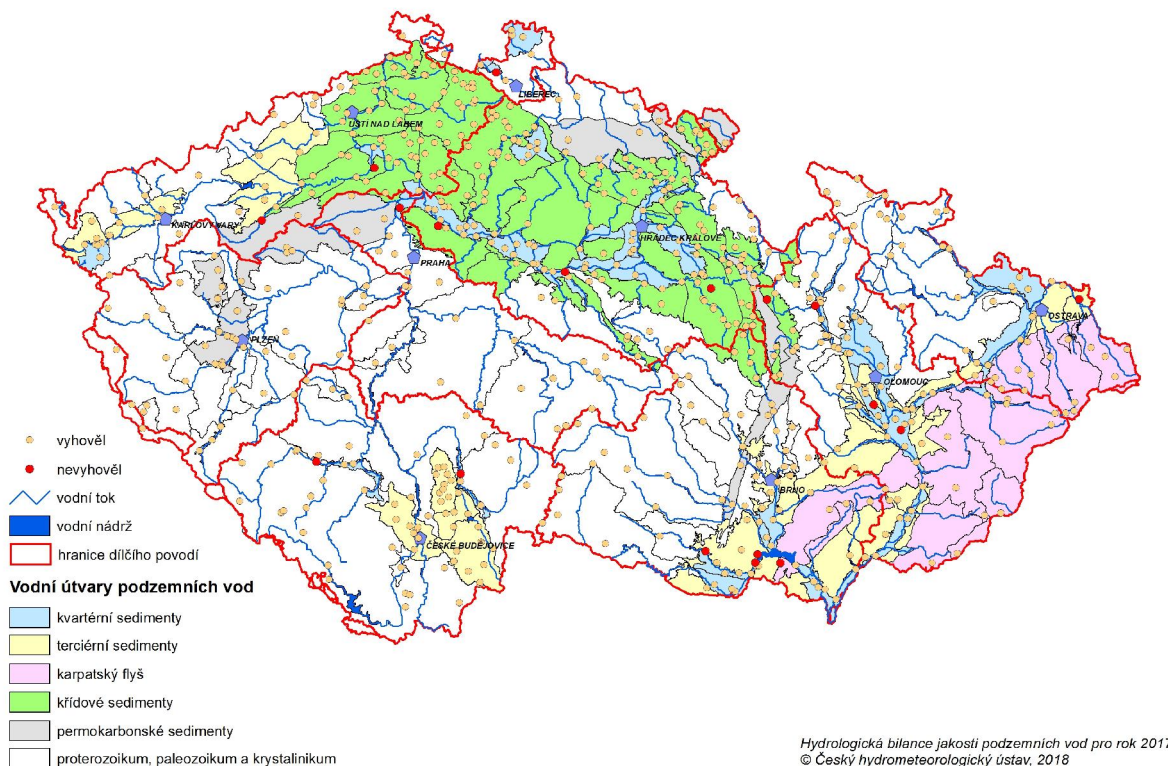 LIBEREC
ÚSTÍ NAD LABEM
KARLOVY VARY
HRADEC KRÁLOVÉ
PRAHA
OSTRAVA
PLZEŇ
OLOMOUC
BRNO
ČESKÉ BUDĚJOVICE
vyhověl
nevyhověl
vodní tok
vodní nádrž
hranice dílčího povodí
Vodní útvary podzemních vod
kvartérní sedimenty
terciérní sedimenty
karpatský flyš
křídové sedimenty
permokarbonské sedimenty
proterozoikum, paleozoikum a krystalinikum
Hydrologická bilance jakosti podzemních vod pro rok 2017
© Český hydrometeorologický ústav, 2018